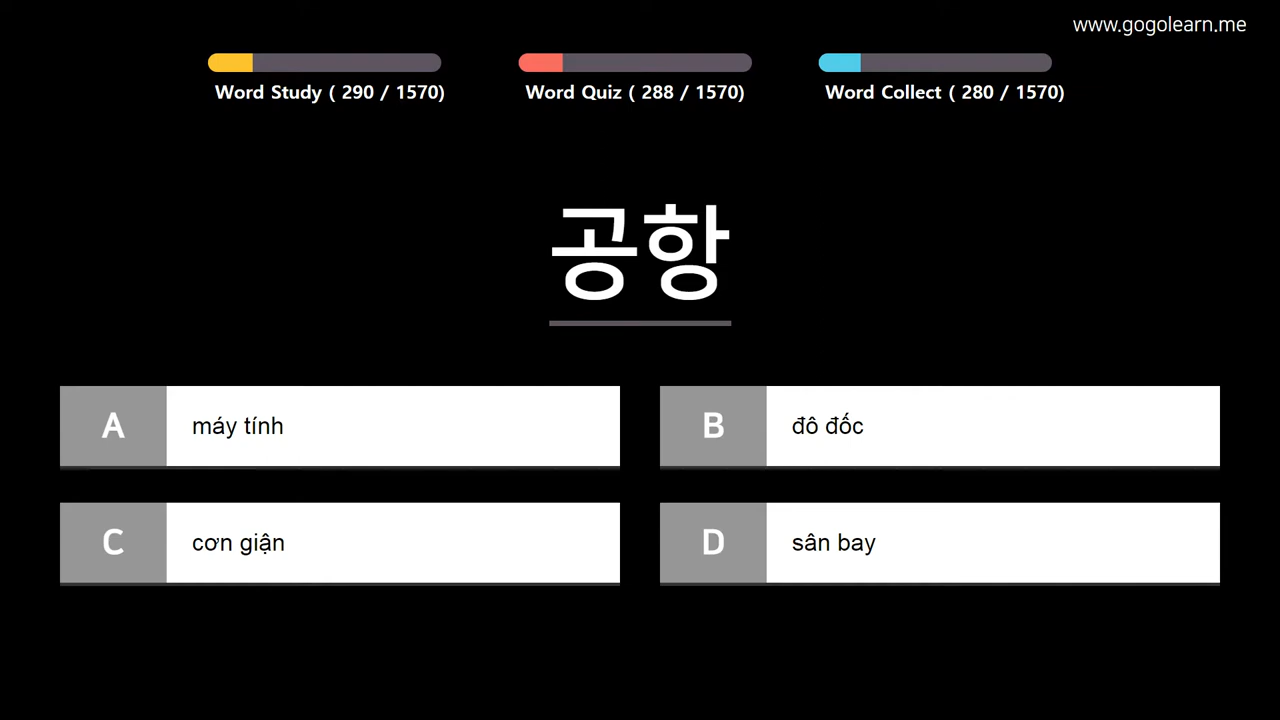 www.gogolearn.me
Word Study ( 290 / 1570)
Word Quiz ( 288 / 1570)
Word Collect ( 280 / 1570)
공항
A máy tính
B đô đốc
C cơn giận
D sân bay